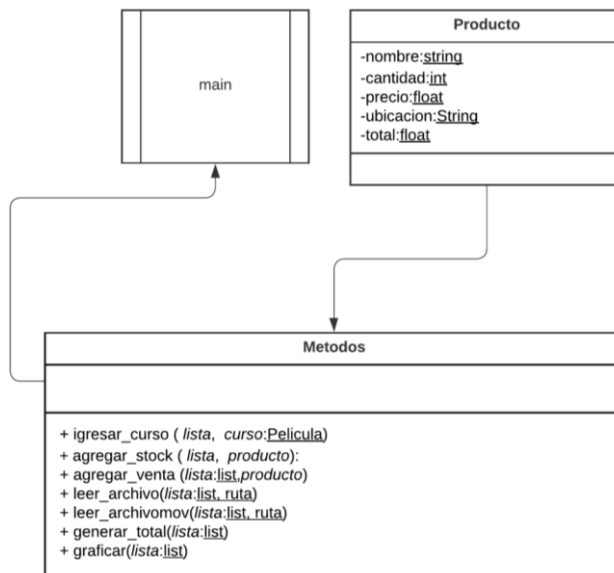 main
Producto
-nombre:string
-cantidad:int
-precio:float
-ubicacion:String
-total:float
Metodos
+ igresar_curso ( lista, curso:Pelicula)
+ agregar_stock ( lista, producto):
+ agregar_venta (lista:list,producto)
+ leer_archivo(lista:list, ruta)
+ leer_archivomov(lista:list, ruta)
+ generar_total(lista:list)
+ graficar(lista:list)